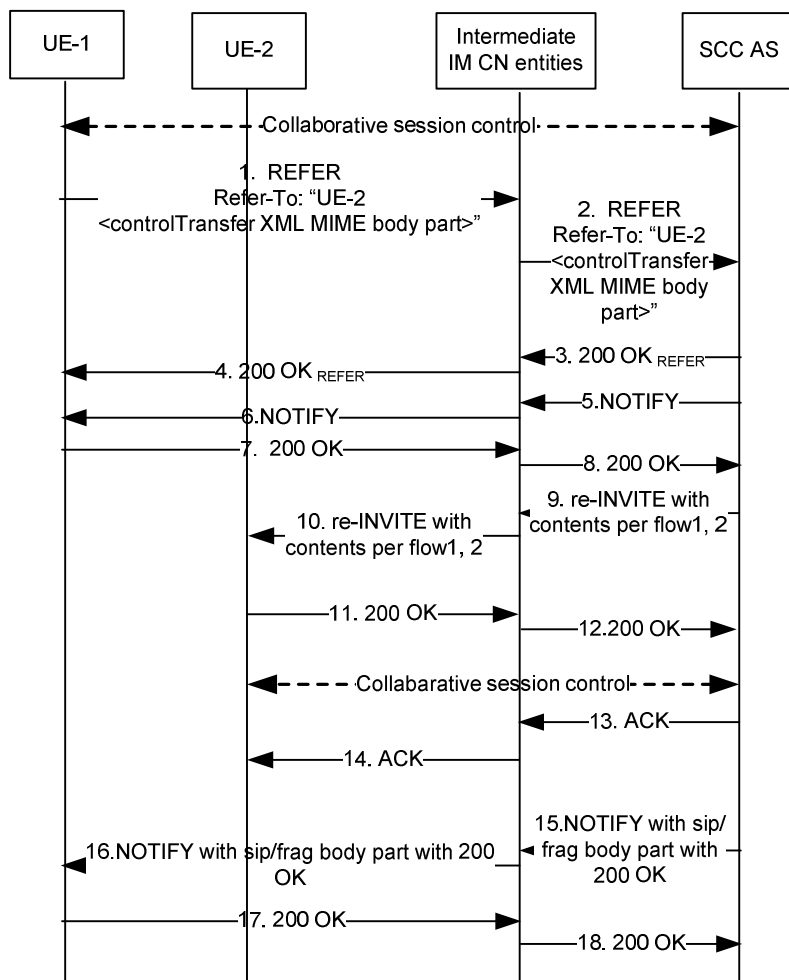 UE-1
UE-2
Intermediate
IM CN entities
SCC AS
Collaborative session control
1. REFER
Refer-To: “UE-2
<controlTransfer XML MIME body part>”
2. REFER
Refer-To: “UE-2
<controlTransfer
XML MIME body
part>”
3. 200 OK REFER
4. 200 OK REFER
5.NOTIFY
6.NOTIFY
7. 200 OK
8. 200 OK
9. re-INVITE with
contents per flow1, 2
10. re-INVITE with
contents per flow1, 2
11. 200 OK
12.200 OK
Collabarative session control
13. ACK
14. ACK
15.NOTIFY with sip/
frag body part with
200 OK
16.NOTIFY with sip/frag body part with 200
OK
17. 200 OK
18. 200 OK